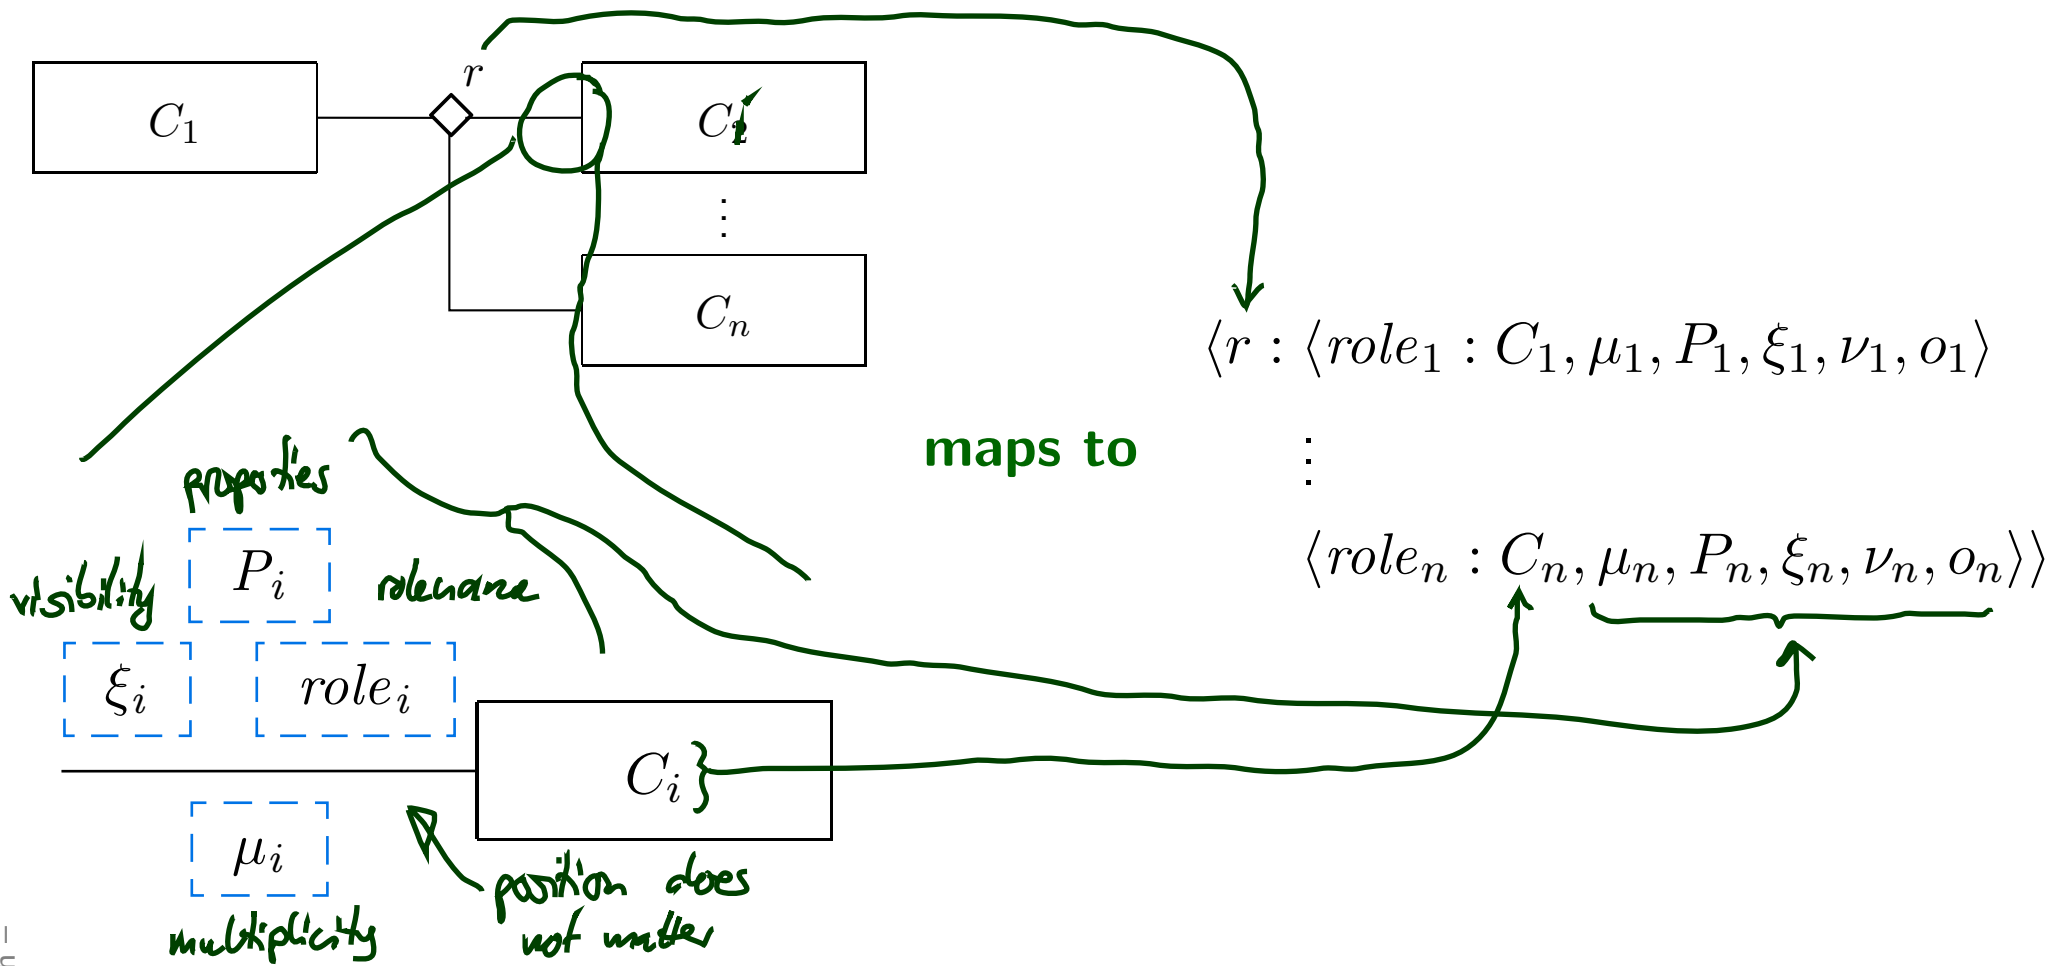 r
C₁
C
⋮
Cₙ
⟨r : ⟨role₁ : C₁, μ₁, P₁, ξ₁, ν₁, o₁⟩
maps to
⋮
⟨roleₙ : Cₙ, μₙ, Pₙ, ξₙ, νₙ, oₙ⟩⟩
properties
Pᵢ
visibility
rolename
ξᵢ
roleᵢ
Cᵢ }
μᵢ
position does
not matter
multiplicity